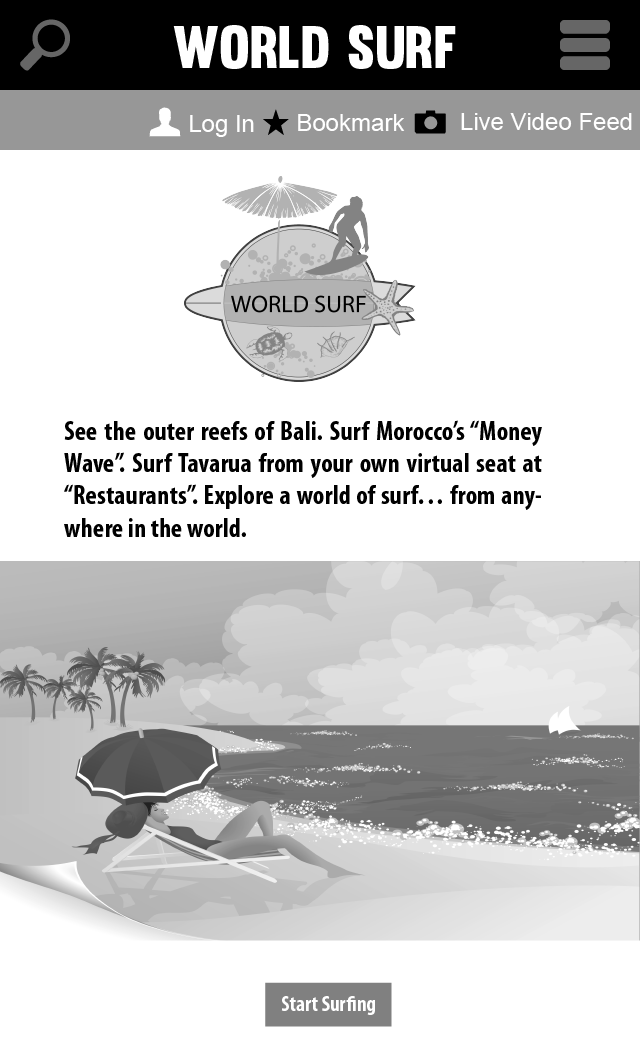 WORLD SURF
Log In Bookmark Live Video Feed
WORLD SURF
See the outer reefs of Bali. Surf Morocco’s “Money
Wave”. Surf Tavarua from your own virtual seat at
“Restaurants”. Explore a world of surf… from any-
where in the world.
Start Surfing